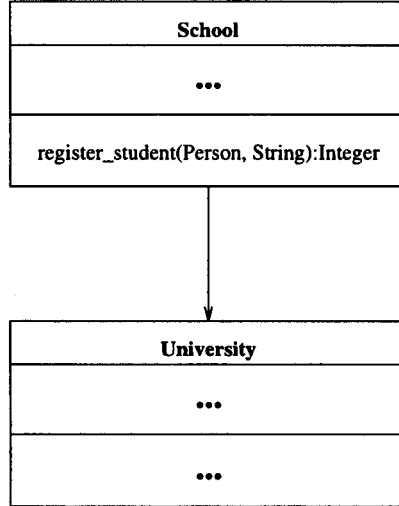 School
•••
register_student(Person, String):Integer
University
•••
•••